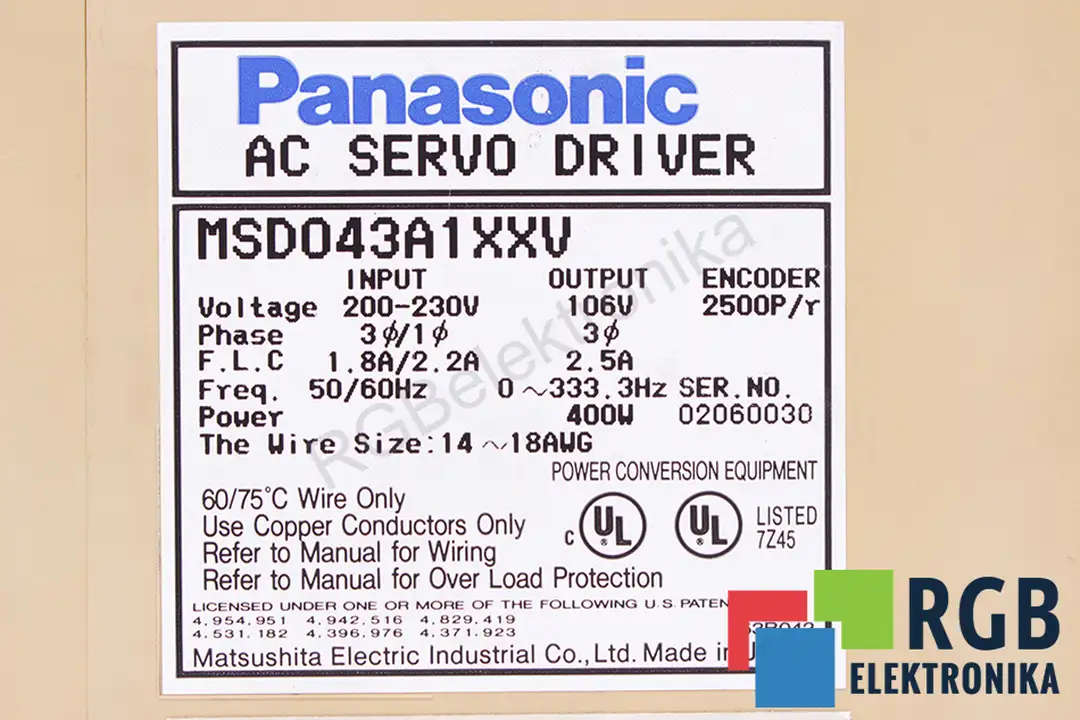 Panasonic
AC SERVO DRIVER
MSD043A1XXV
INPUT OUTPUT ENCODER
Voltage 200-230V 106V 2500P/r
Phase 3ϕ/1ϕ 3ϕ
F.L.C 1.8A/2.2A 2.5A
Freq. 50/60Hz 0～333.3Hz SER.NO.
Power 400W 02060030
The Wire Size:14～18AWG
POWER CONVERSION EQUIPMENT
60/75°C Wire Only
Use Copper Conductors Only
Refer to Manual for Wiring
Refer to Manual for Over Load Protection
C UL ® UL ® LISTED
7Z45
LICENSED UNDER ONE OR MORE OF THE FOLLOWING U.S.
4,954,951 4,942,516 4,829,419
4,531,182 4,396,976 4,371,923
Matsushita Electric Industrial Co.,Ltd. Made in
RGBelektronika
RGB
ELEKTRONIKA